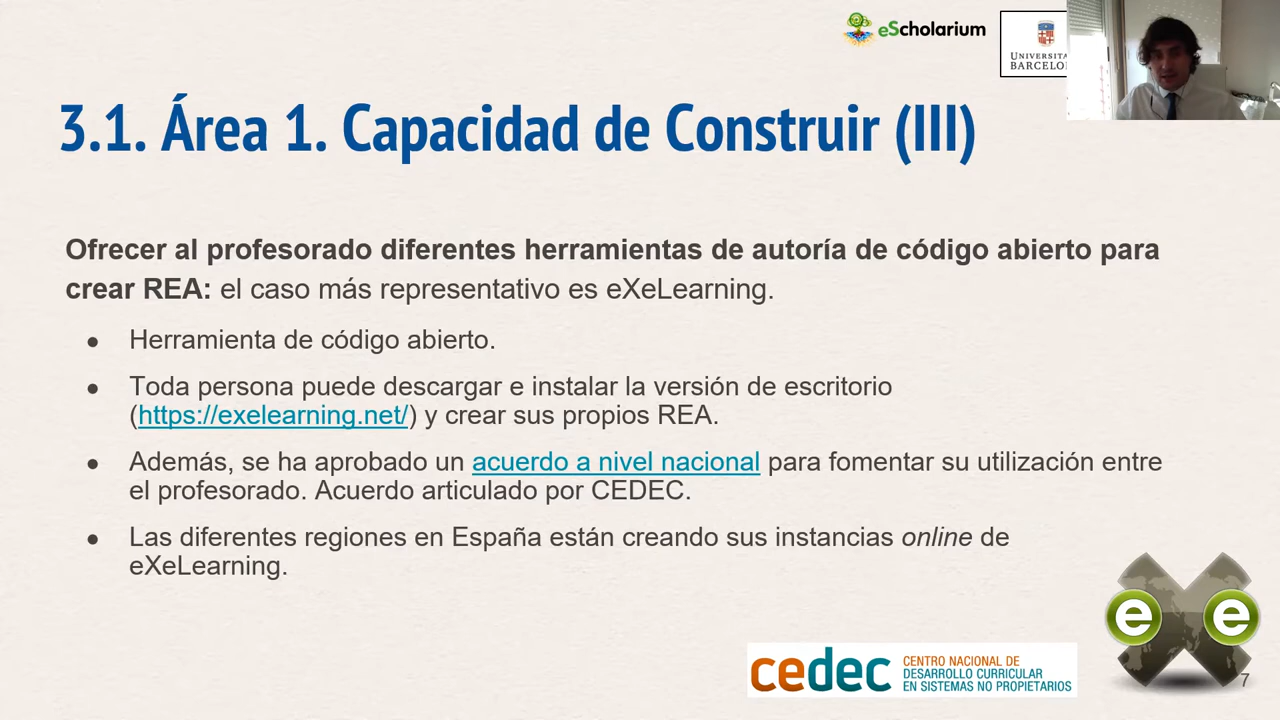 eScholarium
UNIVERSITA
BARCELO
3.1. Área 1. Capacidad de Construir (III)
Ofrecer al profesorado diferentes herramientas de autoría de código abierto para
crear REA: el caso más representativo es eXeLearning.
● Herramienta de código abierto.
● Toda persona puede descargar e instalar la versión de escritorio
(https://exelearning.net/) y crear sus propios REA.
● Además, se ha aprobado un acuerdo a nivel nacional para fomentar su utilización entre
el profesorado. Acuerdo articulado por CEDEC.
● Las diferentes regiones en España están creando sus instancias online de
eXeLearning.
eXe
cedec
CENTRO NACIONAL DE
DESARROLLO CURRICULAR
EN SISTEMAS NO PROPIETARIOS
7